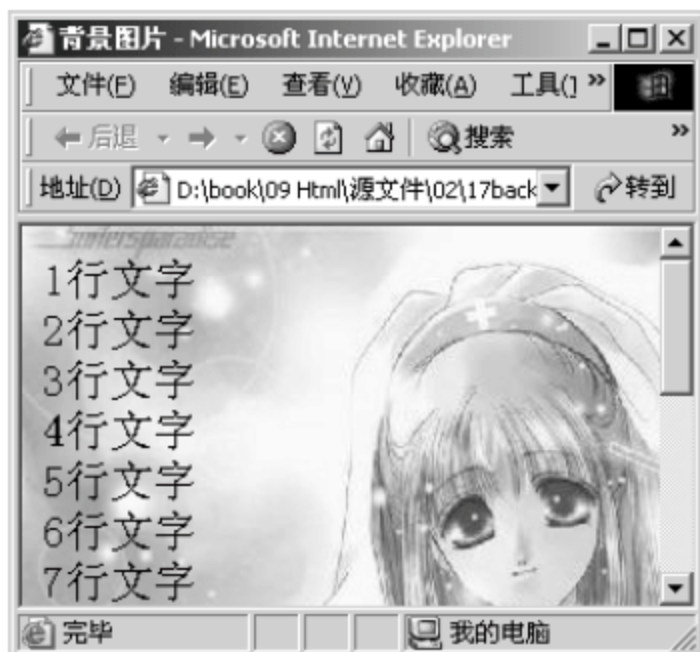 背景图片 - Microsoft Internet Explorer
文件(F) 编辑(E) 查看(V) 收藏(A) 工具(T »
后退 搜索 »
地址(D) D:\book\09 Html\源文件\02\17back 转到
1行文字
2行文字
3行文字
4行文字
5行文字
6行文字
7行文字
完毕 我的电脑